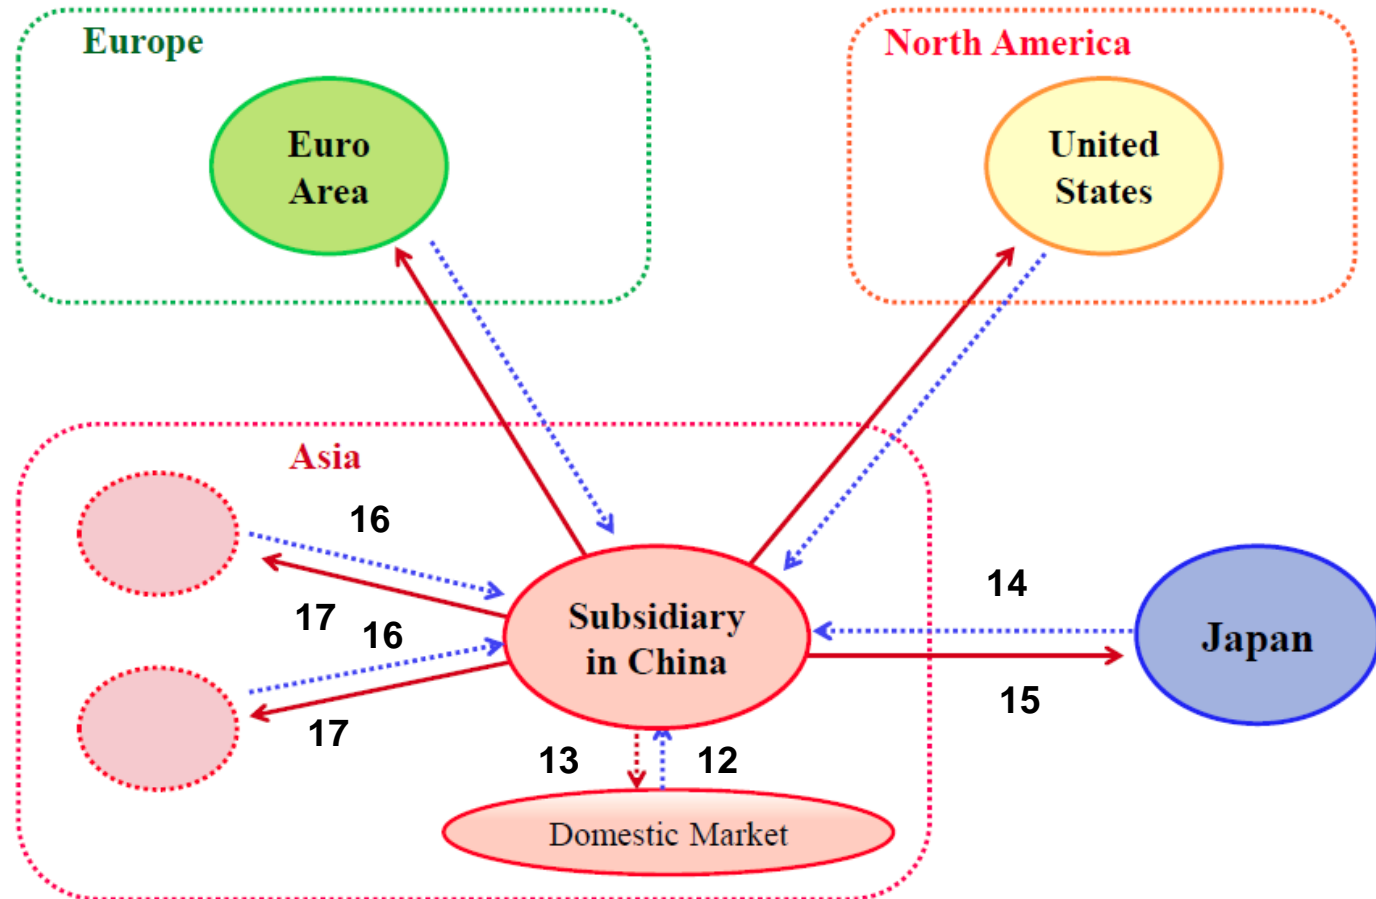 Europe
North America
Euro
Area
United
States
Asia
16
17
16
17
Subsidiary
in China
14
15
Japan
13
12
Domestic Market